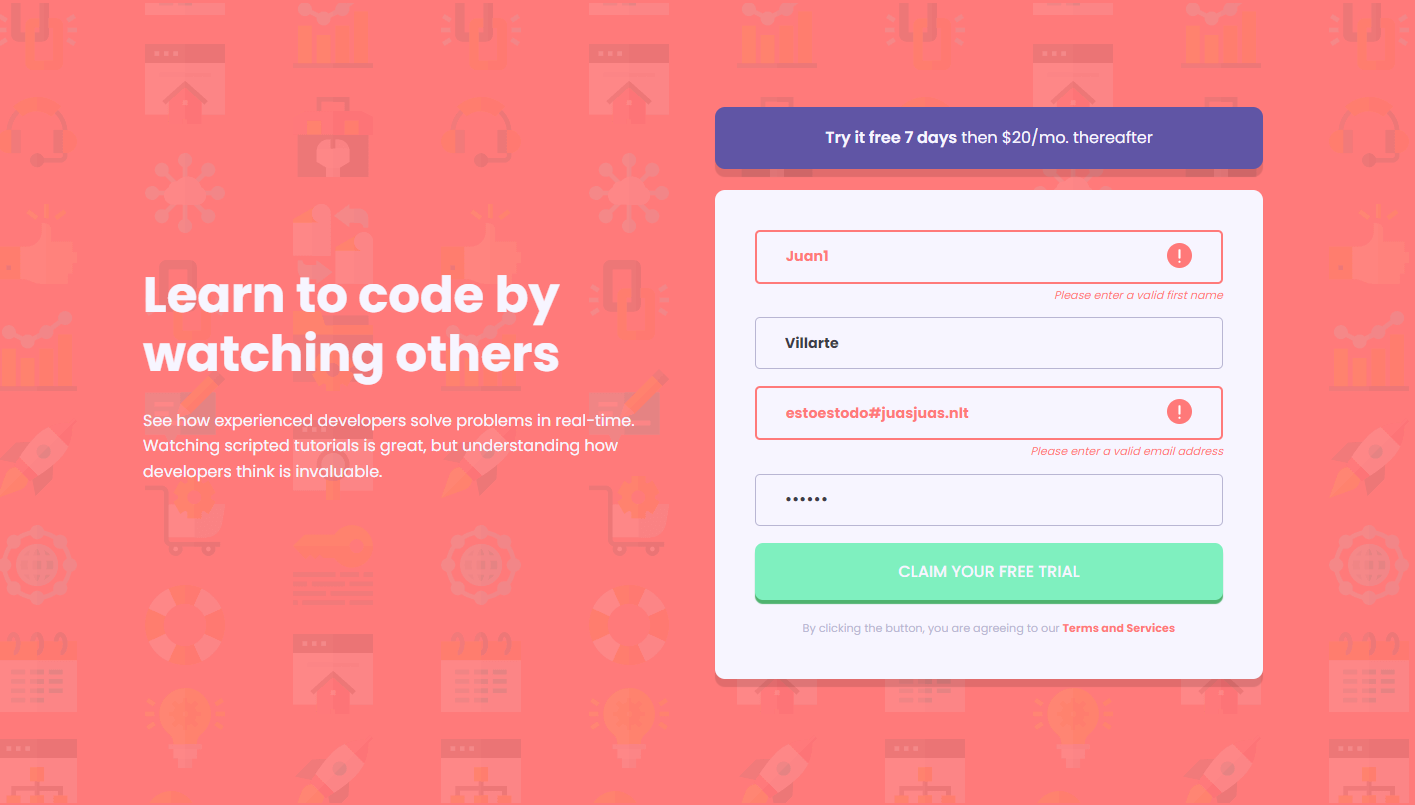 Learn to code by
watching others
See how experienced developers solve problems in real-time.
Watching scripted tutorials is great, but understanding how
developers think is invaluable.
Try it free 7 days then $20/mo. thereafter
Juan1
Please enter a valid first name
Villarte
estoestodo#juasjuas.nlt
Please enter a valid email address
••••••
CLAIM YOUR FREE TRIAL
By clicking the button, you are agreeing to our Terms and Services